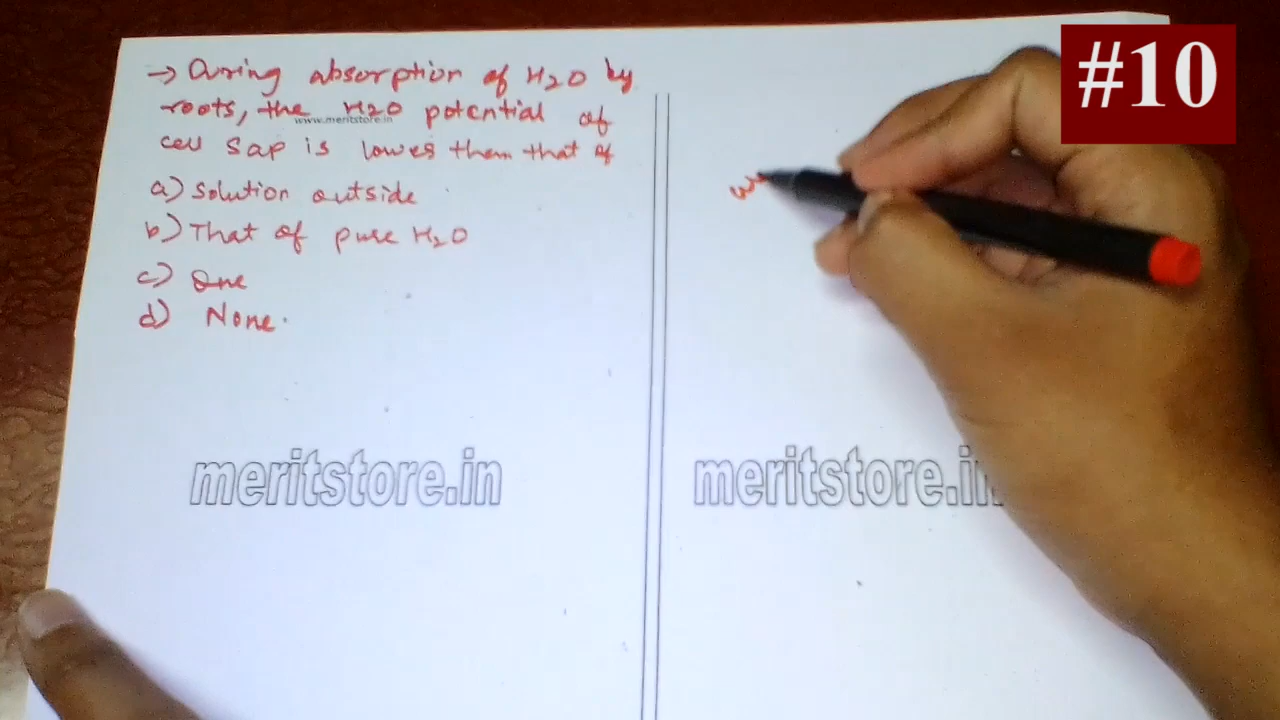 #10
→ During absorption of H2O by
roots, the H2O potential of
www.meritstore.in
cell Sap is lower than that of
a) Solution outside
b) That of pure H2O
c) One
d) None.
w
meritstore.in
meritstore.in